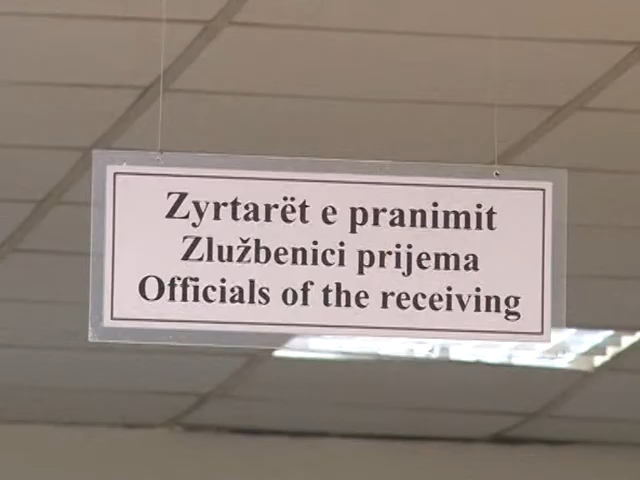 Zyrtarët e pranimit
Zlužbenici prijema
Officials of the receiving